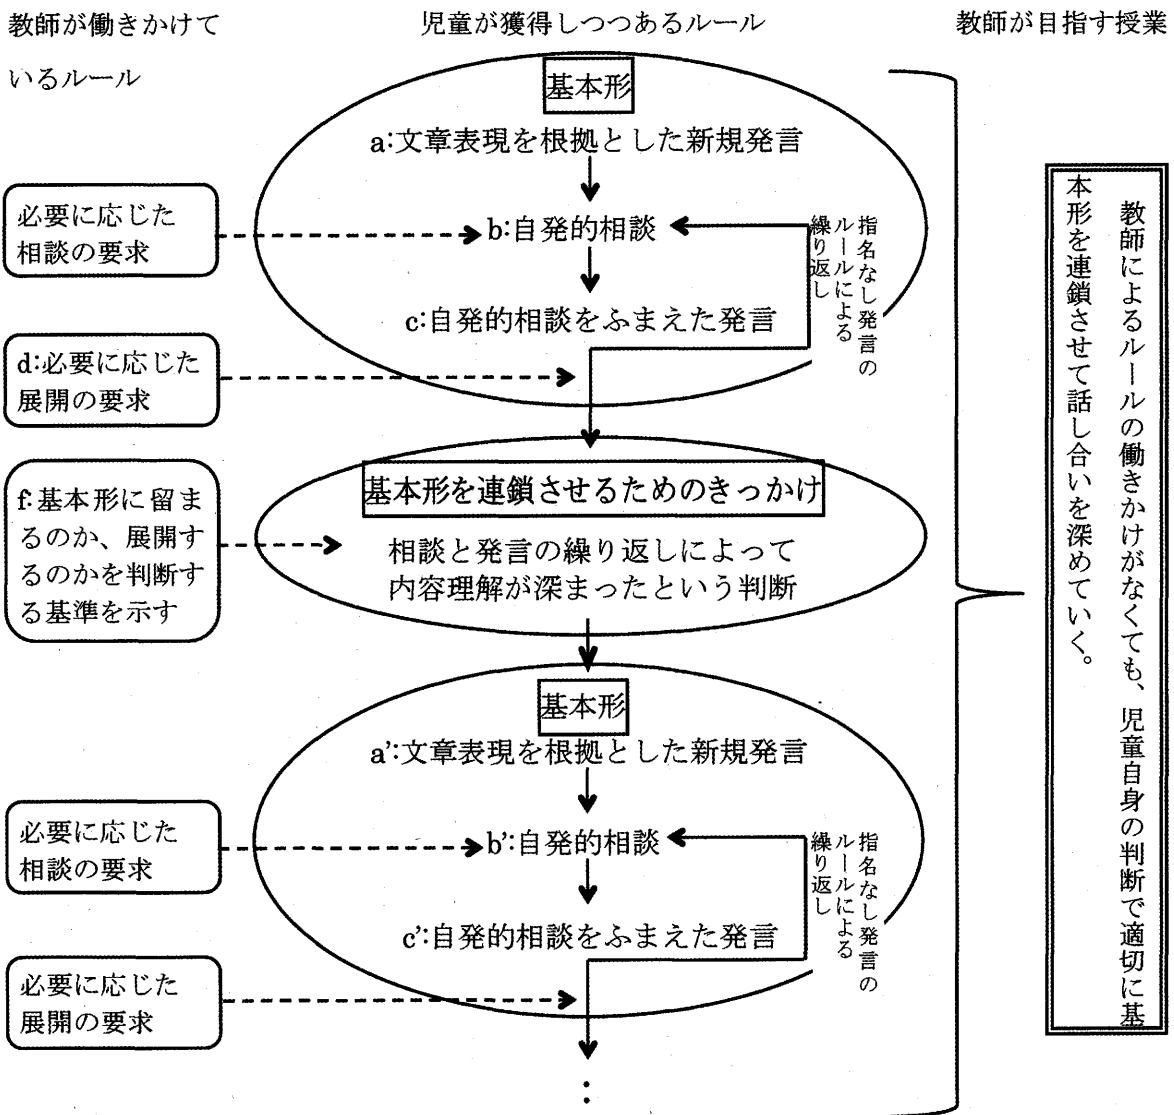 教師が働きかけて
いるルール
児童が獲得しつつあるルール
教師が目指す授業
基本形
a:文章表現を根拠とした新規発言
必要に応じた
相談の要求
b:自発的相談
指名なし発言の
ルールによる
繰り返し
c:自発的相談をふまえた発言
d:必要に応じた
展開の要求
f:基本形に留ま
るのか、展開す
るのかを判断す
る基準を示す
基本形を連鎖させるためのきっかけ
相談と発言の繰り返しによって
内容理解が深まったという判断
基本形
a’:文章表現を根拠とした新規発言
必要に応じた
相談の要求
b’:自発的相談
指名なし発言の
ルールによる
繰り返し
c’:自発的相談をふまえた発言
必要に応じた
展開の要求
:
教師によるルールの働きかけがなくても、児童自身の判断で適切に基
本形を連鎖させて話し合いを深めていく。